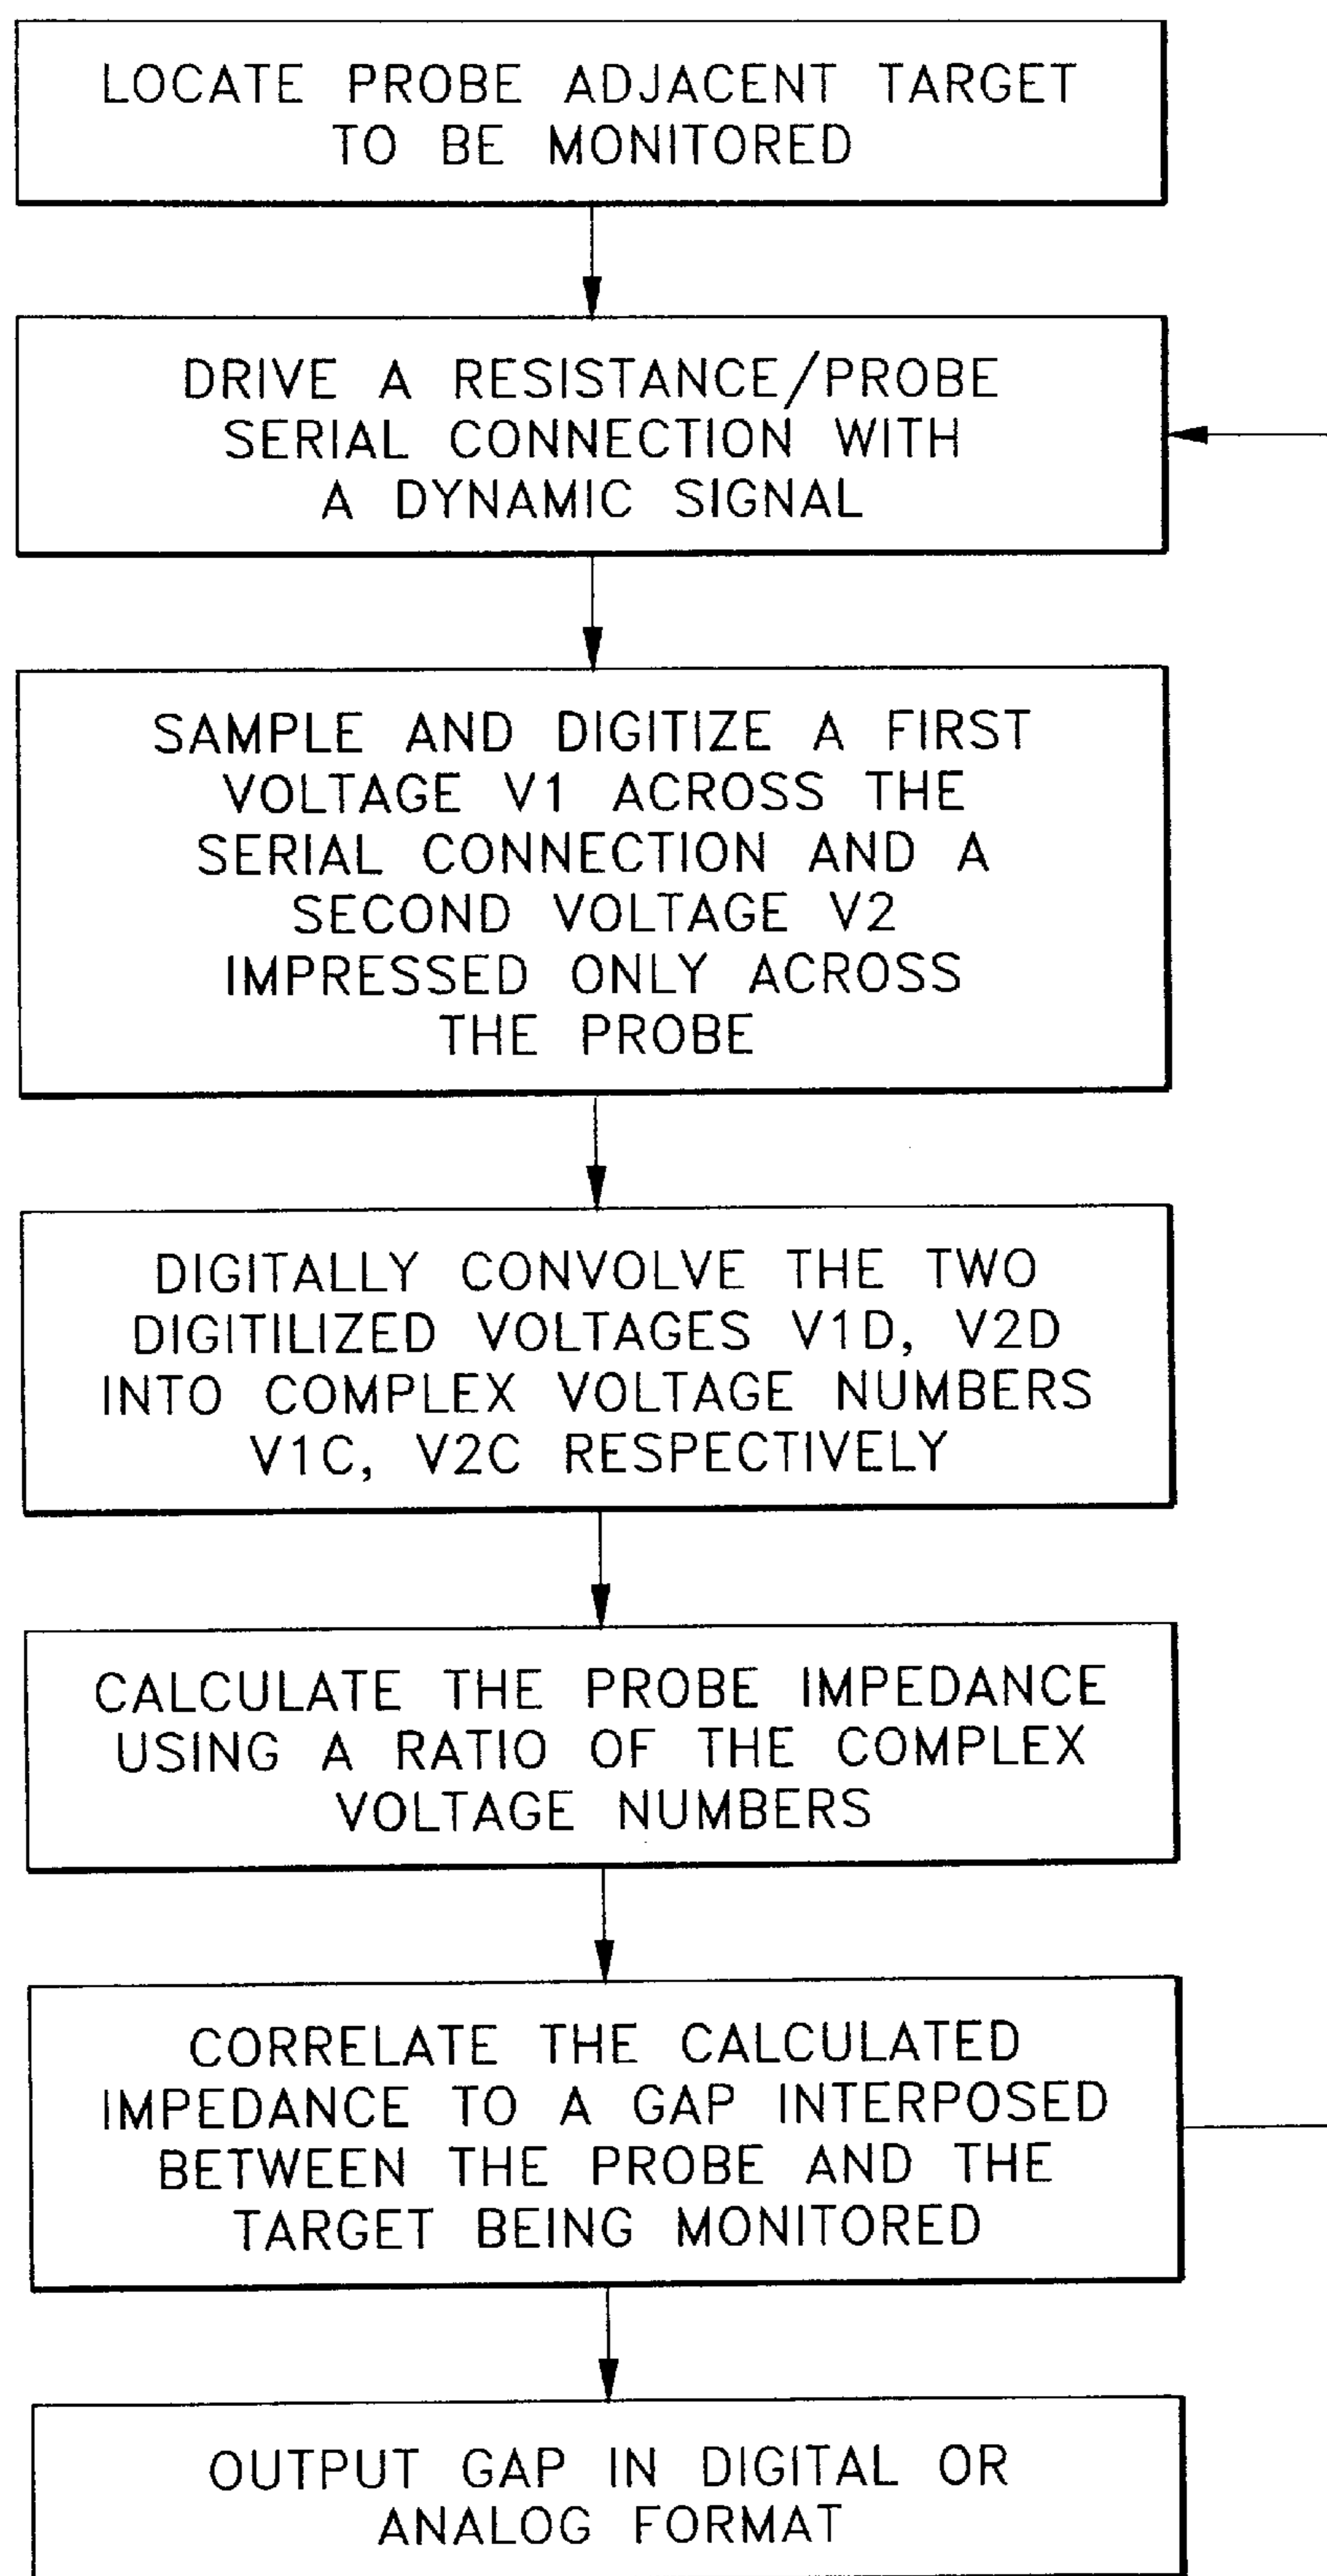 LOCATE PROBE ADJACENT TARGET
TO BE MONITORED
DRIVE A RESISTANCE/PROBE
SERIAL CONNECTION WITH
A DYNAMIC SIGNAL
SAMPLE AND DIGITIZE A FIRST
VOLTAGE V1 ACROSS THE
SERIAL CONNECTION AND A
SECOND VOLTAGE V2
IMPRESSED ONLY ACROSS
THE PROBE
DIGITALLY CONVOLVE THE TWO
DIGITILIZED VOLTAGES V1D, V2D
INTO COMPLEX VOLTAGE NUMBERS
V1C, V2C RESPECTIVELY
CALCULATE THE PROBE IMPEDANCE
USING A RATIO OF THE COMPLEX
VOLTAGE NUMBERS
CORRELATE THE CALCULATED
IMPEDANCE TO A GAP INTERPOSED
BETWEEN THE PROBE AND THE
TARGET BEING MONITORED
OUTPUT GAP IN DIGITAL OR
ANALOG FORMAT